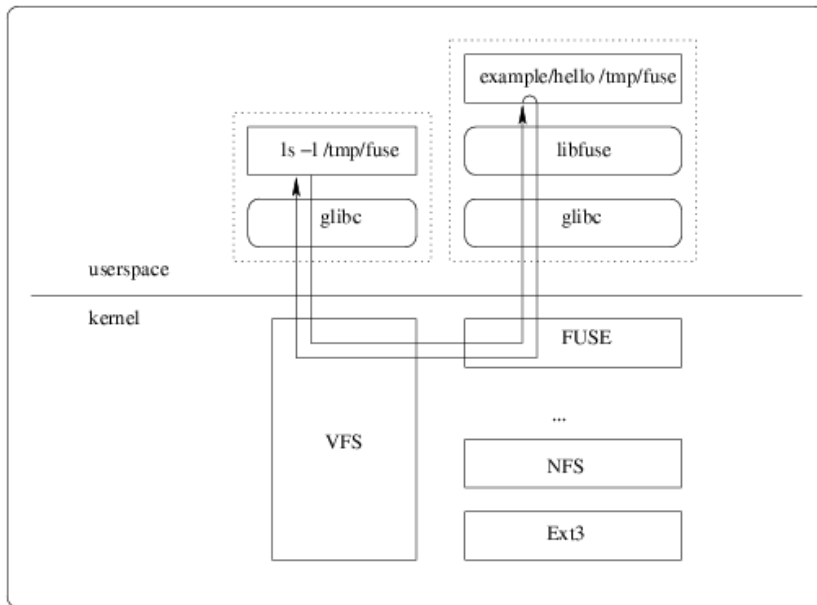 example/hello /tmp/fuse
ls –l /tmp/fuse
libfuse
glibc
glibc
userspace
kernel
FUSE
...
VFS
NFS
Ext3